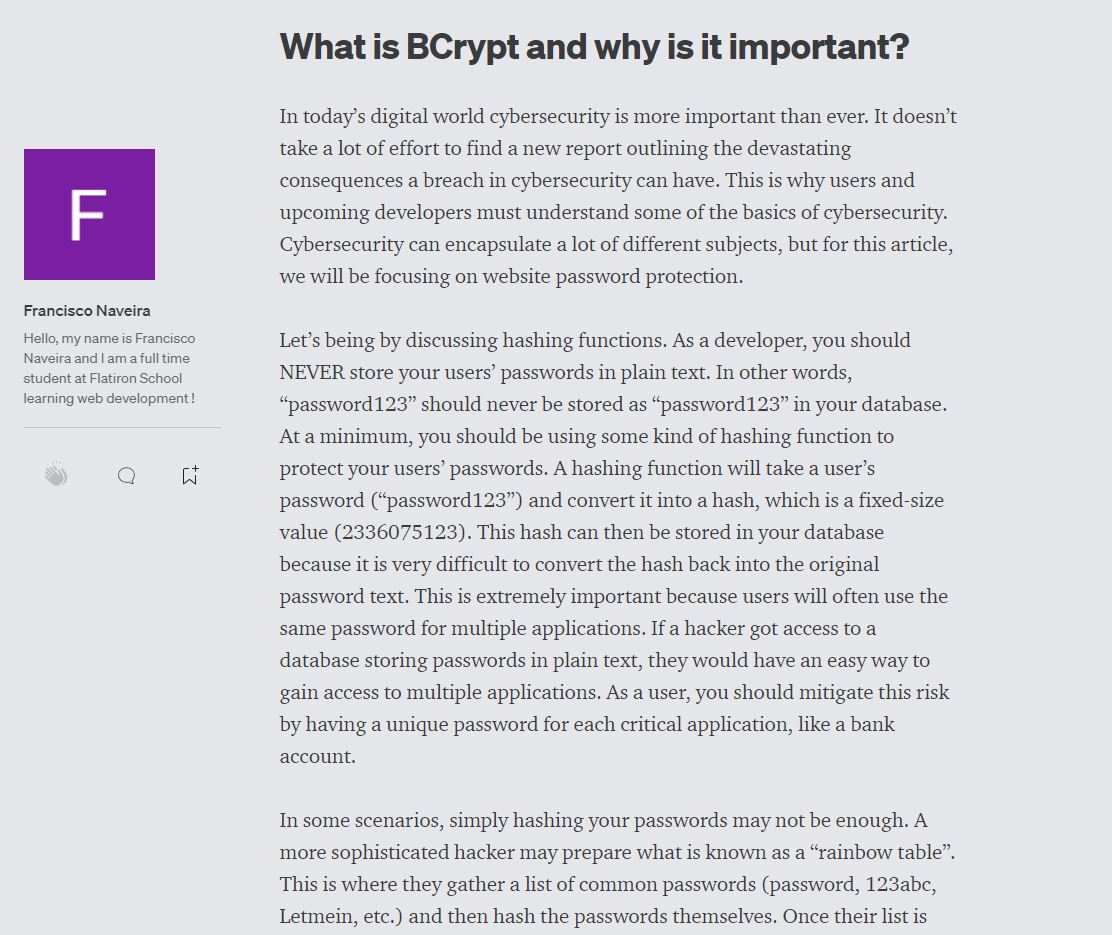 What is BCrypt and why is it important?
F
Francisco Naveira
Hello, my name is Francisco
Naveira and I am a full time
student at Flatiron School
learning web development !
In today’s digital world cybersecurity is more important than ever. It doesn’t
take a lot of effort to find a new report outlining the devastating
consequences a breach in cybersecurity can have. This is why users and
upcoming developers must understand some of the basics of cybersecurity.
Cybersecurity can encapsulate a lot of different subjects, but for this article,
we will be focusing on website password protection.
Let’s being by discussing hashing functions. As a developer, you should
NEVER store your users’ passwords in plain text. In other words,
“password123” should never be stored as “password123” in your database.
At a minimum, you should be using some kind of hashing function to
protect your users’ passwords. A hashing function will take a user’s
password (“password123”) and convert it into a hash, which is a fixed-size
value (2336075123). This hash can then be stored in your database
because it is very difficult to convert the hash back into the original
password text. This is extremely important because users will often use the
same password for multiple applications. If a hacker got access to a
database storing passwords in plain text, they would have an easy way to
gain access to multiple applications. As a user, you should mitigate this risk
by having a unique password for each critical application, like a bank
account.
In some scenarios, simply hashing your passwords may not be enough. A
more sophisticated hacker may prepare what is known as a “rainbow table”.
This is where they gather a list of common passwords (password, 123abc,
Letmein, etc.) and then hash the passwords themselves. Once their list is